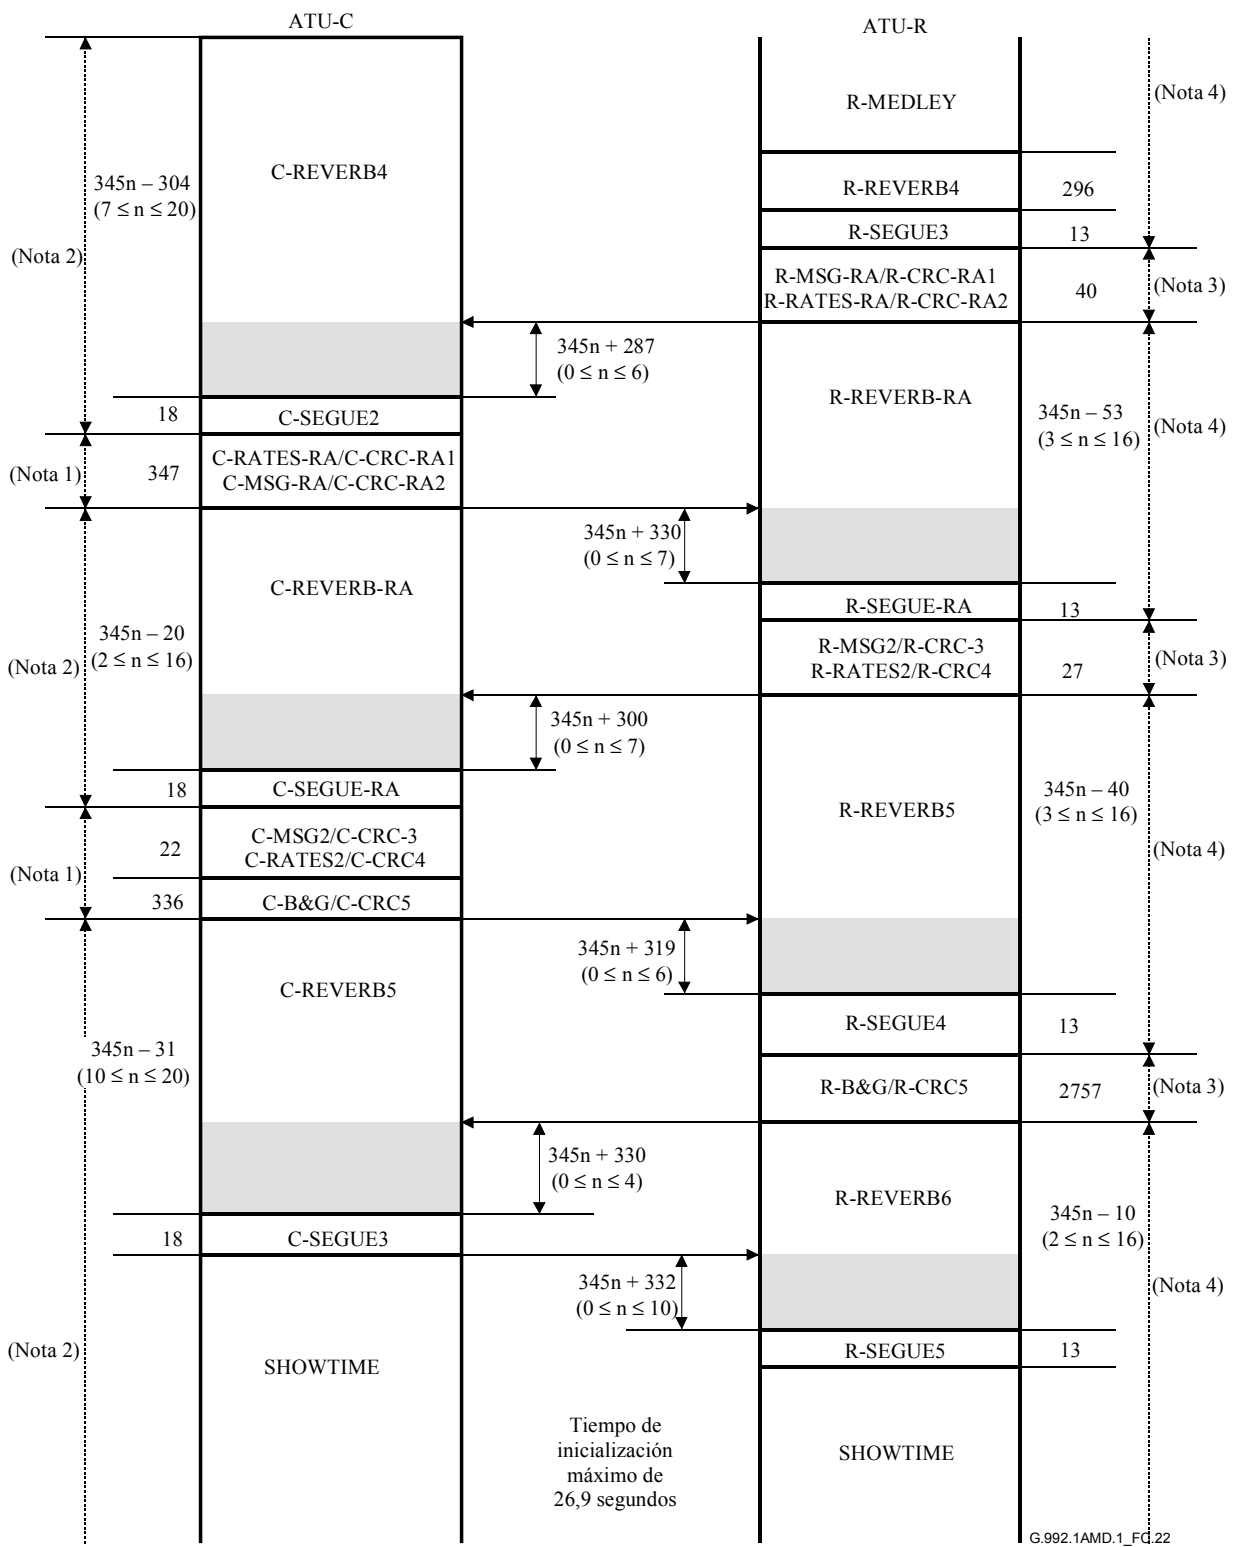 ATU-C
ATU-R
(Nota 4)
R-MEDLEY
C-REVERB4
345n – 304
(7 ≤ n ≤ 20)
R-REVERB4
296
R-SEGUE3
13
(Nota 2)
R-MSG-RA/R-CRC-RA1
R-RATES-RA/R-CRC-RA2
40
(Nota 3)
345n + 287
(0 ≤ n ≤ 6)
R-REVERB-RA
345n – 53
(3 ≤ n ≤ 16)
(Nota 4)
18
C-SEGUE2
(Nota 1)
347
C-RATES-RA/C-CRC-RA1
C-MSG-RA/C-CRC-RA2
345n + 330
(0 ≤ n ≤ 7)
C-REVERB-RA
R-SEGUE-RA
13
345n – 20
(2 ≤ n ≤ 16)
(Nota 2)
R-MSG2/R-CRC-3
R-RATES2/R-CRC4
27
(Nota 3)
345n + 300
(0 ≤ n ≤ 7)
18
C-SEGUE-RA
R-REVERB5
345n – 40
(3 ≤ n ≤ 16)
(Nota 4)
22
C-MSG2/C-CRC-3
C-RATES2/C-CRC4
(Nota 1)
336
C-B&G/C-CRC5
345n + 319
(0 ≤ n ≤ 6)
C-REVERB5
R-SEGUE4
13
345n – 31
(10 ≤ n ≤ 20)
R-B&G/R-CRC5
2757
(Nota 3)
345n + 330
(0 ≤ n ≤ 4)
R-REVERB6
345n – 10
(2 ≤ n ≤ 16)
18
C-SEGUE3
345n + 332
(0 ≤ n ≤ 10)
(Nota 4)
(Nota 2)
R-SEGUE5
13
SHOWTIME
Tiempo de
inicialización
máximo de
26,9 segundos
SHOWTIME
G.992.1AMD.1_FC.22